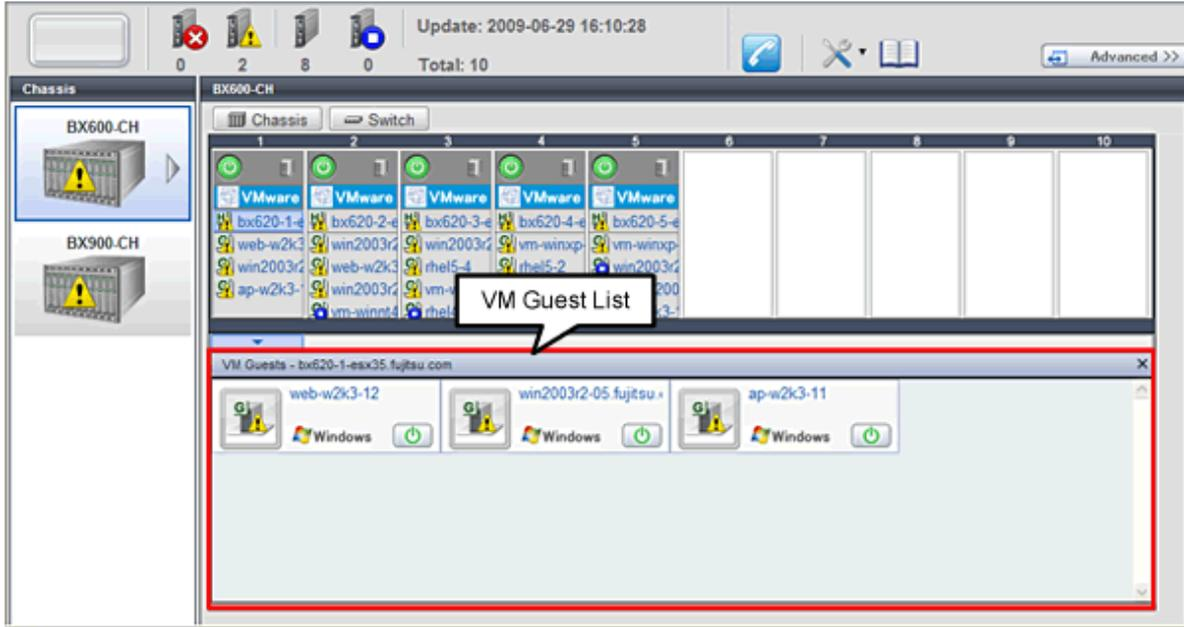 Update: 2009-06-29 16:10:28
0 2 8 0 Total: 10
Advanced >>
Chassis
BX600-CH
BX600-CH
BX900-CH
Chassis Switch
1 2 3 4 5 6 7 8 9 10
VMware VMware VMware VMware VMware
bx620-1-e bx620-2-e bx620-3-e bx620-4-e bx620-5-e
web-w2k3 win2003r2 win2003r2 vm-winxp- vm-winxp-
win2003r2 web-w2k3 rhel5-4 rhel5-2 win2003r2
ap-w2k3-1 win2003r2
vm-winnt4
VM Guest List
VM Guests - bx620-1-esx35.fujitsu.com
web-w2k3-12 win2003r2-05.fujitsu. ap-w2k3-11
Windows Windows Windows